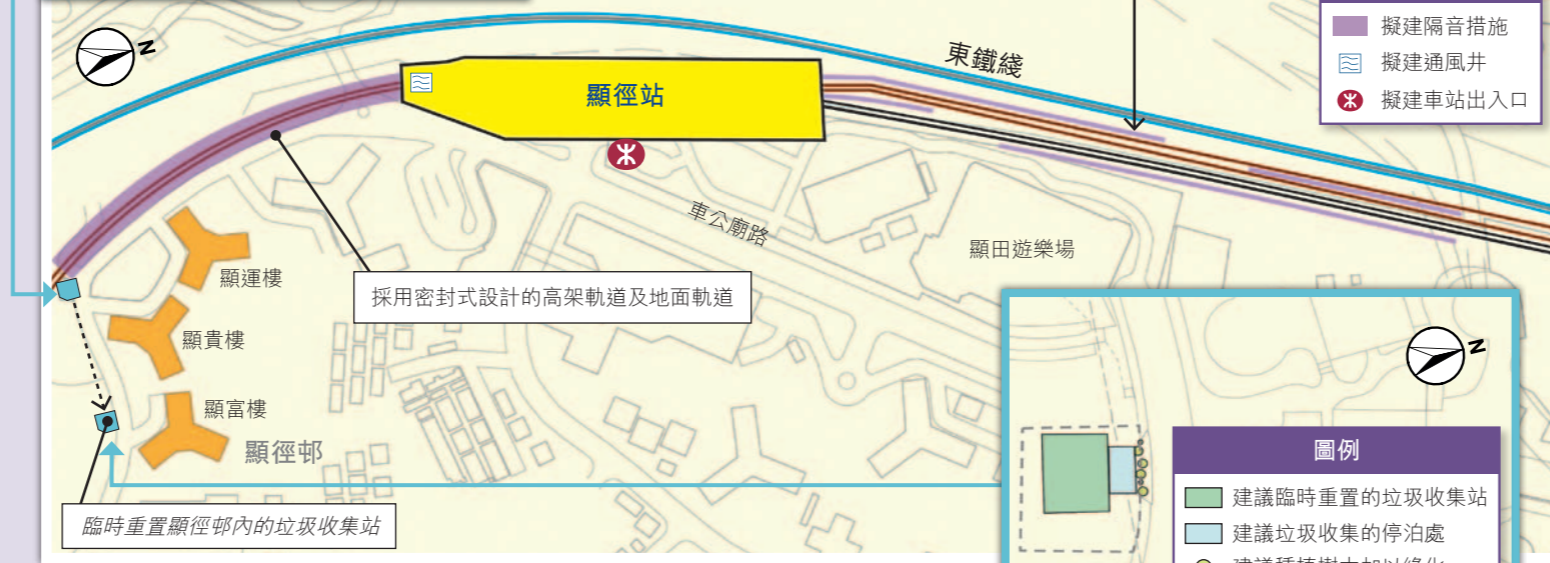 N
擬建隔音措施
擬建通風井
擬建車站出入口
東鐵綫
顯徑站
車公廟路
顯田遊樂場
顯運樓
採用密封式設計的高架軌道及地面軌道
顯貴樓
顯富樓
顯徑邨
臨時重置顯徑邨內的垃圾收集站
N
圖例
建議臨時重置的垃圾收集站
建議垃圾收集的停泊處